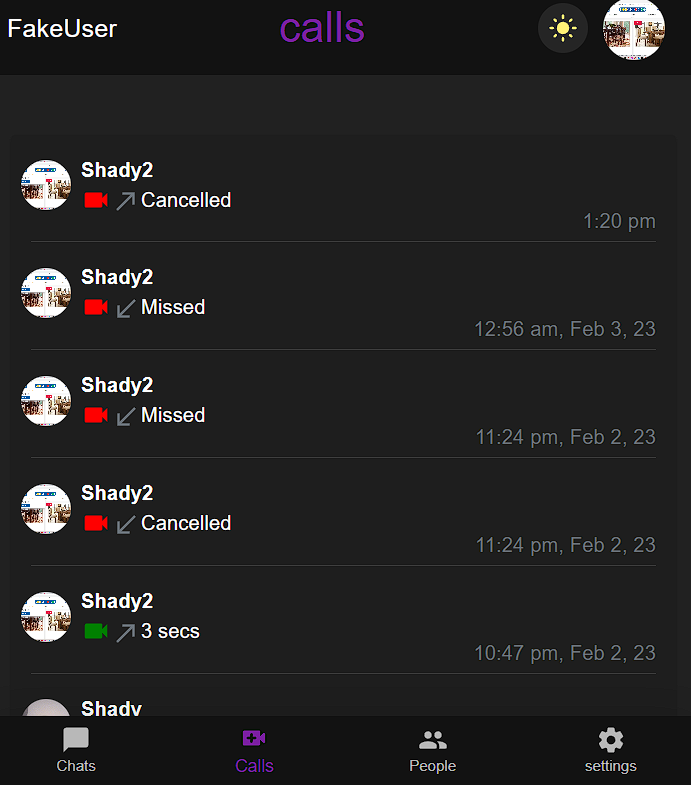 FakeUser
calls
Shady2
Cancelled
1:20 pm
Shady2
Missed
12:56 am, Feb 3, 23
Shady2
Missed
11:24 pm, Feb 2, 23
Shady2
Cancelled
11:24 pm, Feb 2, 23
Shady2
3 secs
10:47 pm, Feb 2, 23
Shady
Chats
Calls
People
settings